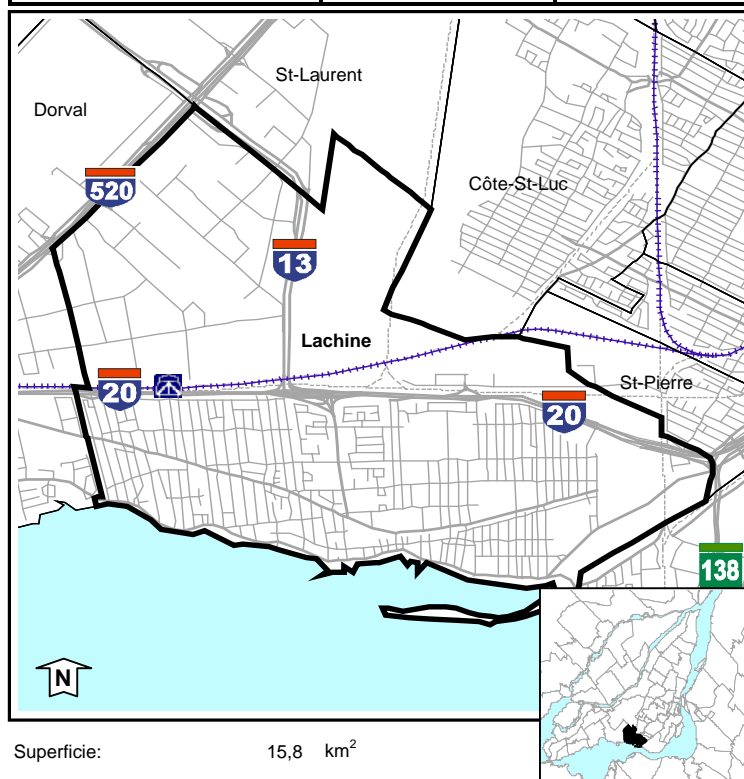 St-Laurent
Dorval
520
Côte-St-Luc
13
Lachine
St-Pierre
20
20
138
N
Superficie: 15,8 km²